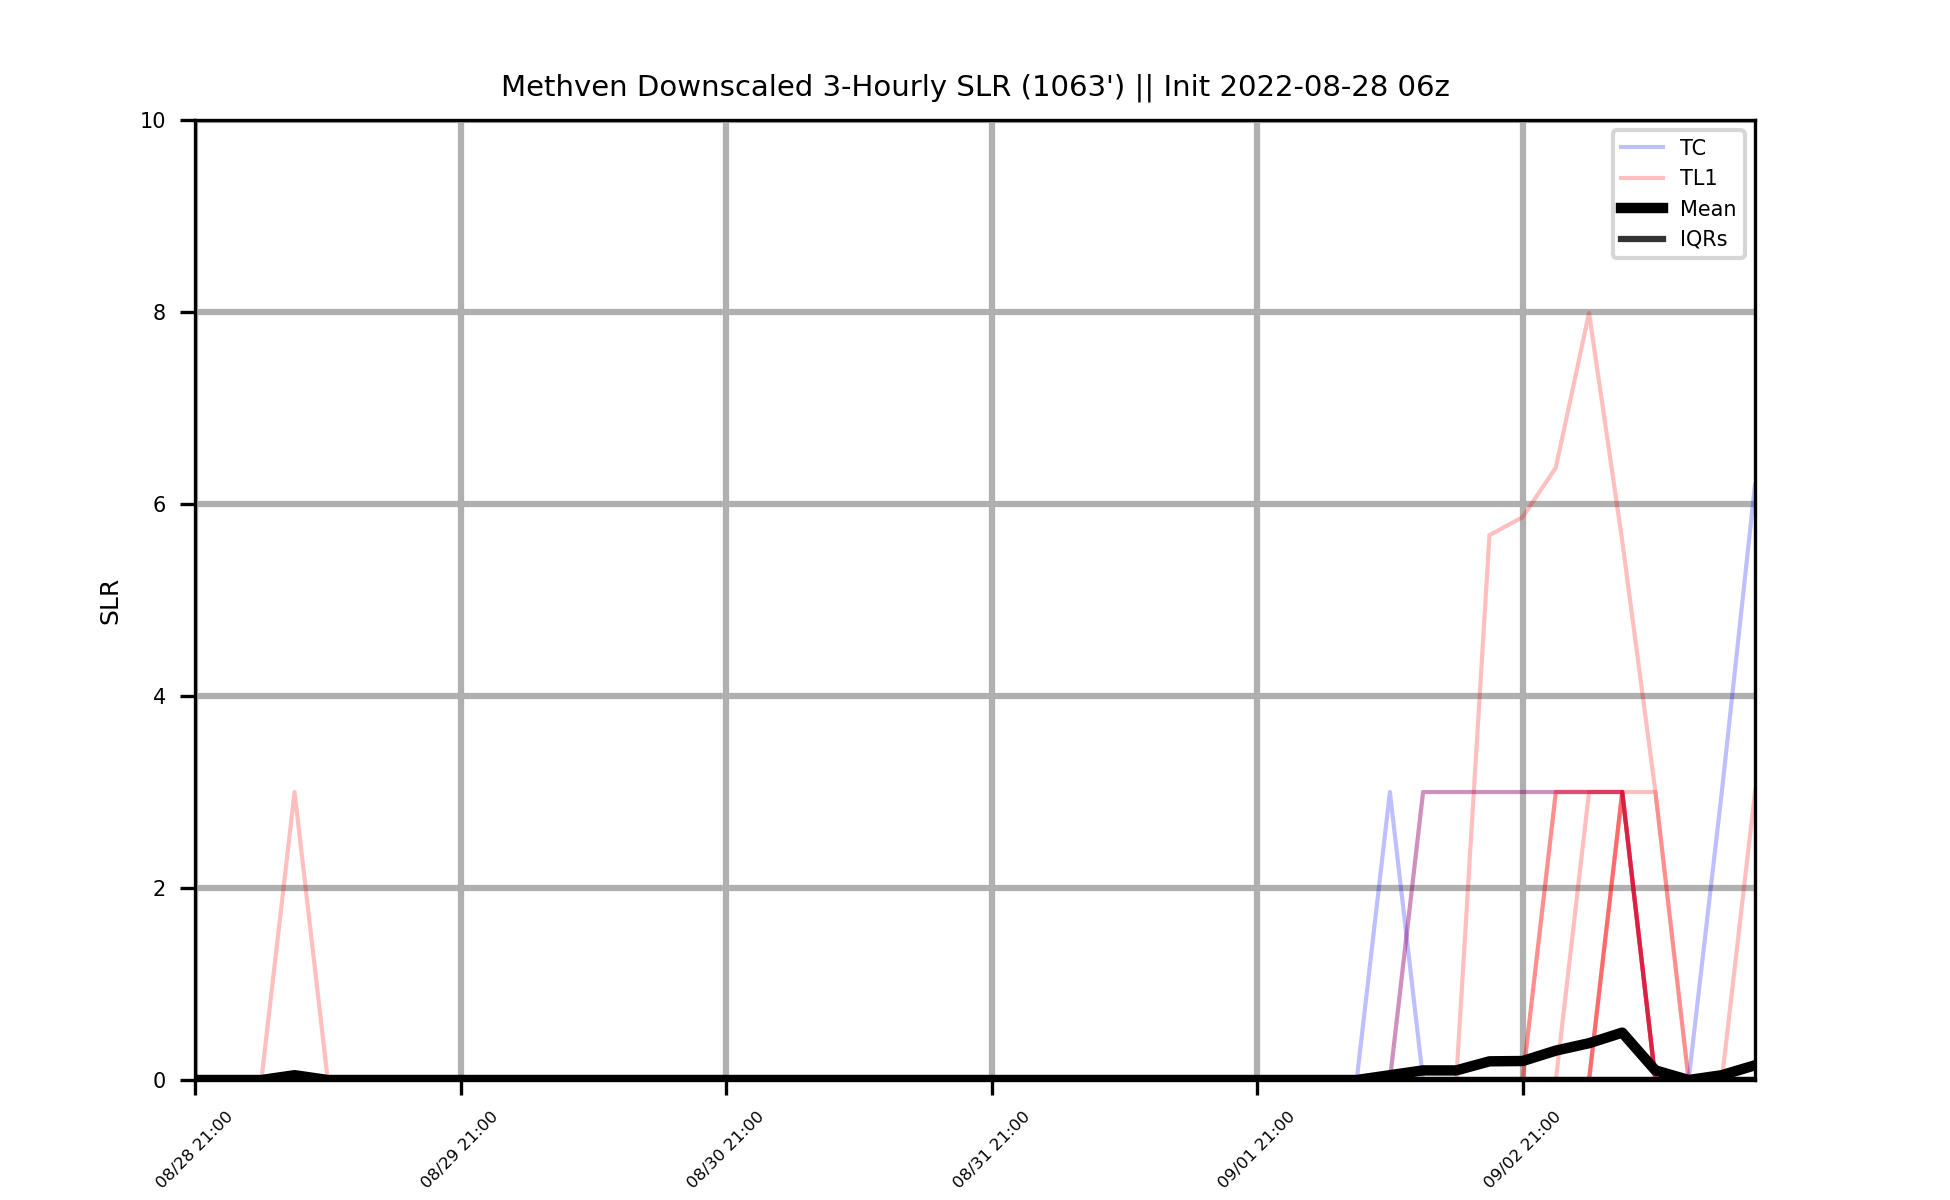 Methven Downscaled 3-Hourly SLR (1063') || Init 2022-08-28 06z
10
8
6
4
2
0
SLR
TC
TL1
Mean
IQRs
08/28 21:00
08/29 21:00
08/30 21:00
08/31 21:00
09/01 21:00
09/02 21:00